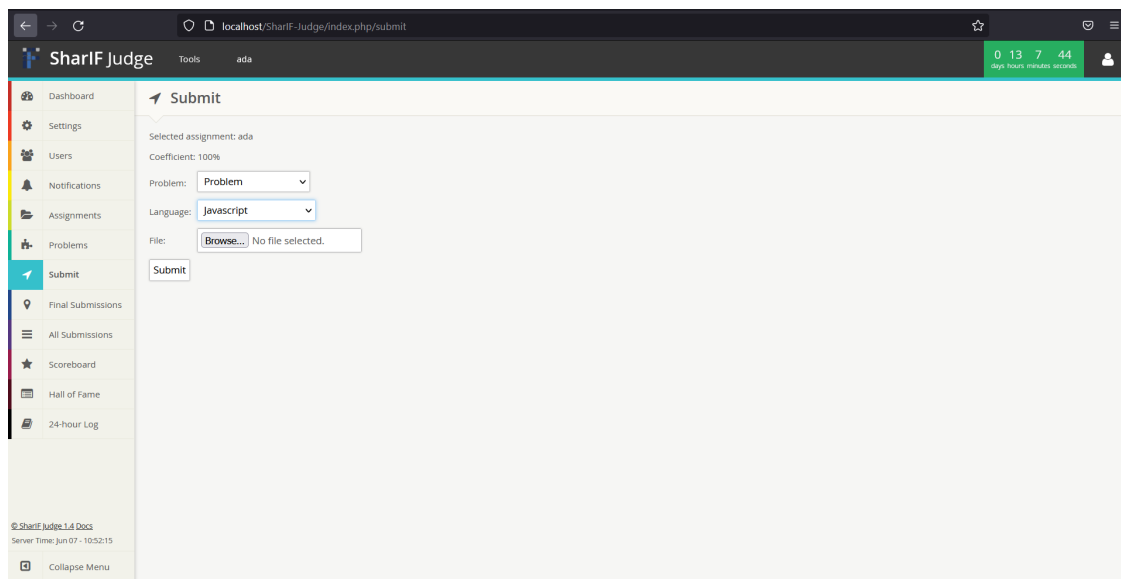 localhost/SharIF-Judge/index.php/submit
SharIF Judge
Tools
ada
0 13 7 44
days hours minutes seconds
Dashboard
Settings
Users
Notifications
Assignments
Problems
Submit
Final Submissions
All Submissions
Scoreboard
Hall of Fame
24-hour Log
© SharIF Judge 1.4 Docs
Server Time: Jun 07 - 10:52:15
Collapse Menu
Submit
Selected assignment: ada
Coefficient: 100%
Problem: Problem
Language: Javascript
File: Browse... No file selected.
Submit